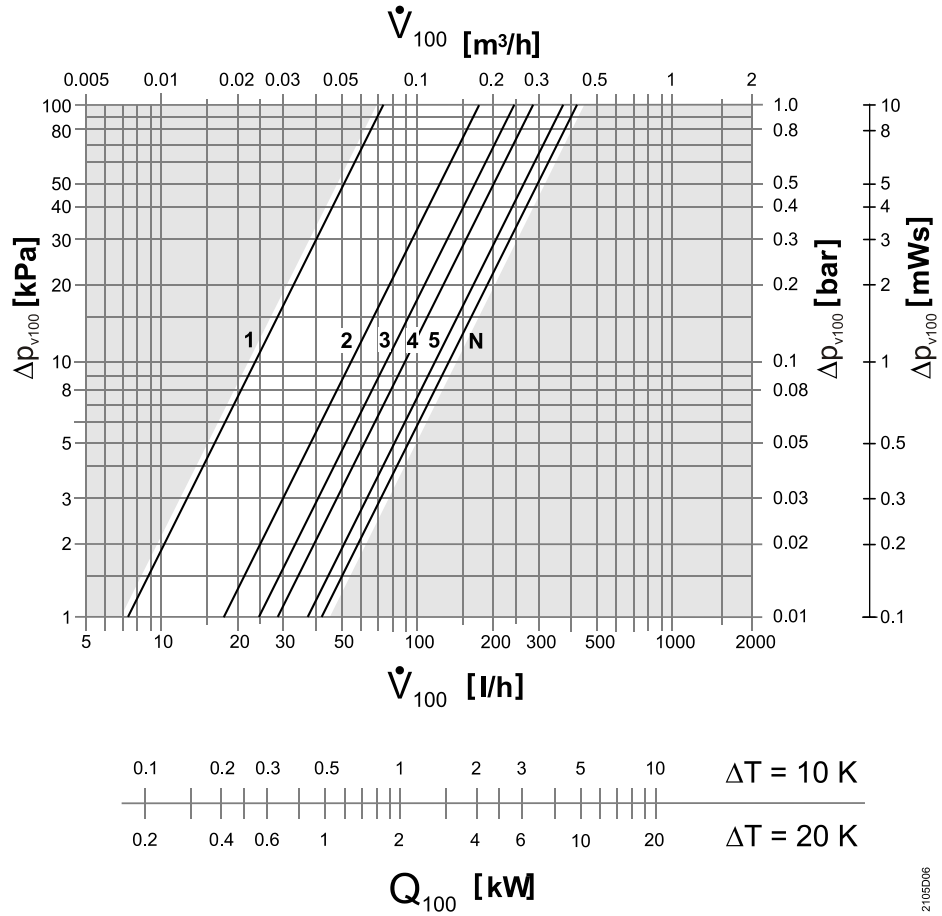 V̇100 [m³/h]
0.005 0.01 0.02 0.03 0.05 0.1 0.2 0.3 0.5 1 2
100 1.0 10
80 0.8 8
50 0.5 5
40 0.4 4
30 0.3 3
20 0.2 2
Δpv100 [kPa] Δpv100 [bar] Δpv100 [mWs]
1 2 3 4 5 N
10 0.1 1
8 0.08
5 0.05 0.5
3 0.03 0.3
2 0.02 0.2
1 0.01 0.1
5 10 20 30 50 100 200 300 500 1000 2000
V̇100 [l/h]
0.1 0.2 0.3 0.5 1 2 3 5 10 ΔT = 10 K
0.2 0.4 0.6 1 2 4 6 10 20 ΔT = 20 K
Q100 [kW]
2105D06